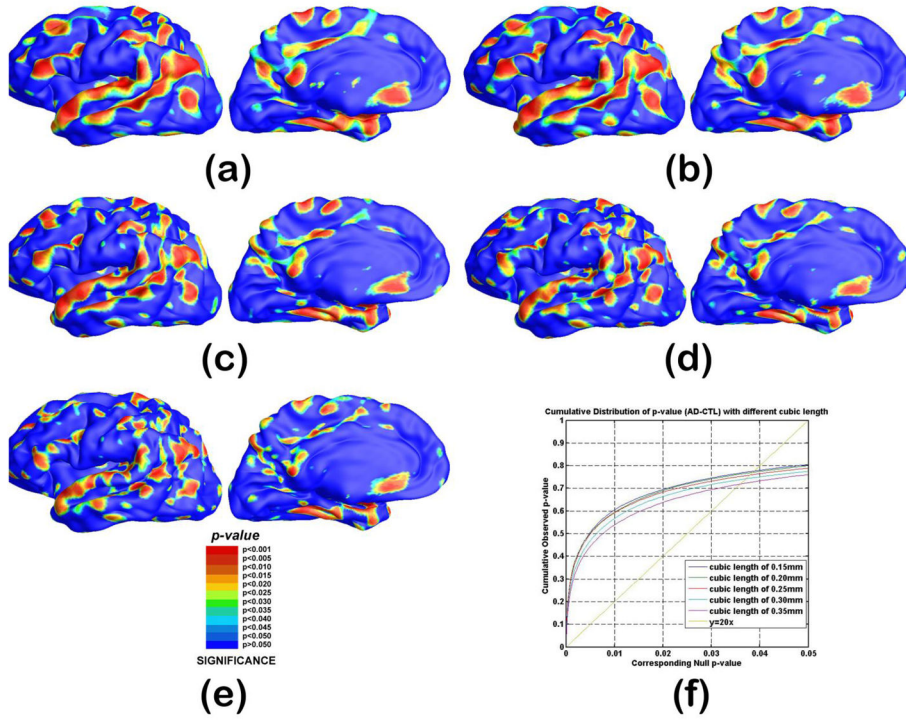 (a)
(b)
(c)
(d)
p-value
p<0.001
p<0.005
p<0.010
p<0.015
p<0.020
p<0.025
p<0.030
p<0.035
p<0.040
p<0.045
p<0.050
p>0.050
SIGNIFICANCE
(e)
Cumulative Distribution of p-value (AD-CTL) with different cubic length
Cumulative Observed p-value
1
0.9
0.8
0.7
0.6
0.5
0.4
0.3
0.2
0.1
0
cubic length of 0.15mm
cubic length of 0.20mm
cubic length of 0.25mm
cubic length of 0.30mm
cubic length of 0.35mm
y=20x
0 0.01 0.02 0.03 0.04 0.05
Corresponding Null p-value
(f)